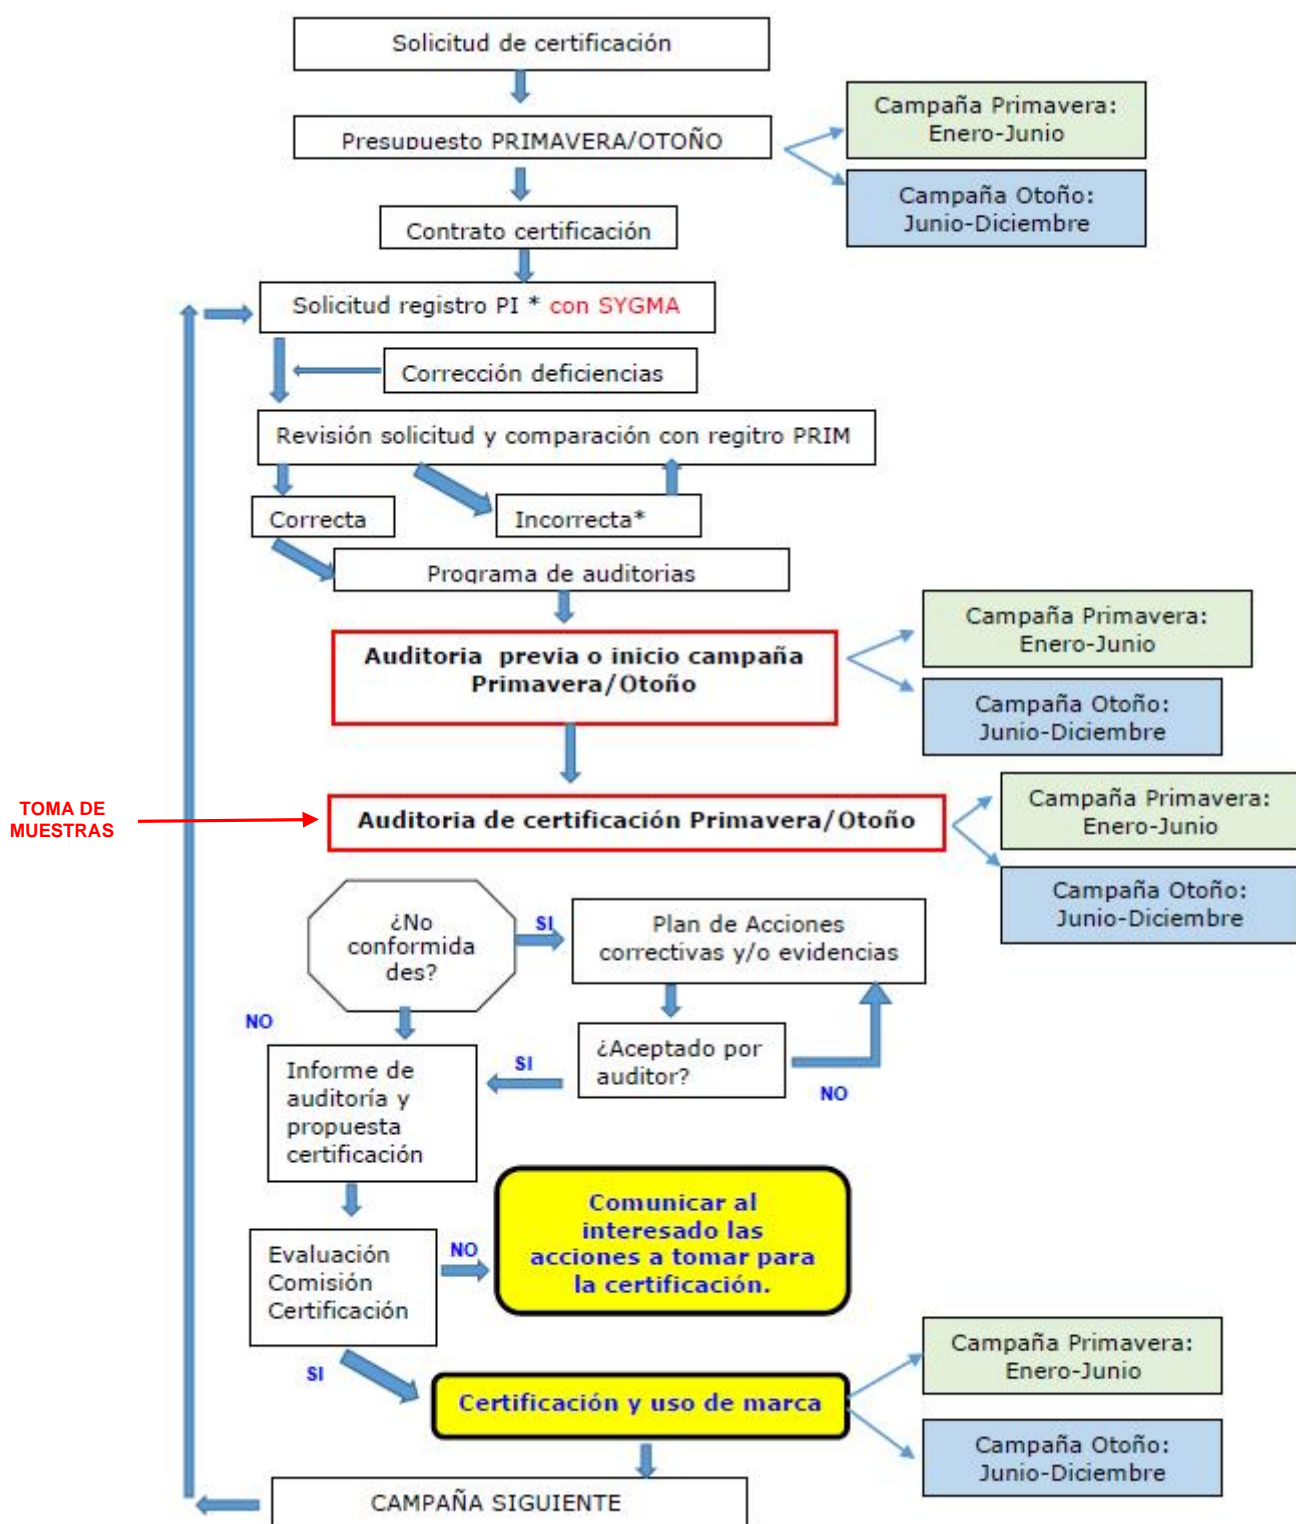 Solicitud de certificación
Presupuesto PRIMAVERA/OTOÑO
Campaña Primavera:
Enero-Junio
Campaña Otoño:
Junio-Diciembre
Contrato certificación
Solicitud registro PI * con SYGMA
Corrección deficiencias
Revisión solicitud y comparación con regitro PRIM
Correcta
Incorrecta*
Programa de auditorias
Auditoria previa o inicio campaña
Primavera/Otoño
Campaña Primavera:
Enero-Junio
Campaña Otoño:
Junio-Diciembre
TOMA DE
MUESTRAS
Auditoria de certificación Primavera/Otoño
Campaña Primavera:
Enero-Junio
Campaña Otoño:
Junio-Diciembre
¿No
conformida
des?
SI
Plan de Acciones
correctivas y/o evidencias
NO
¿Aceptado por
auditor?
SI
NO
Informe de
auditoría y
propuesta
certificación
Evaluación
Comisión
Certificación
NO
Comunicar al
interesado las
acciones a tomar para
la certificación.
SI
Certificación y uso de marca
Campaña Primavera:
Enero-Junio
Campaña Otoño:
Junio-Diciembre
CAMPAÑA SIGUIENTE